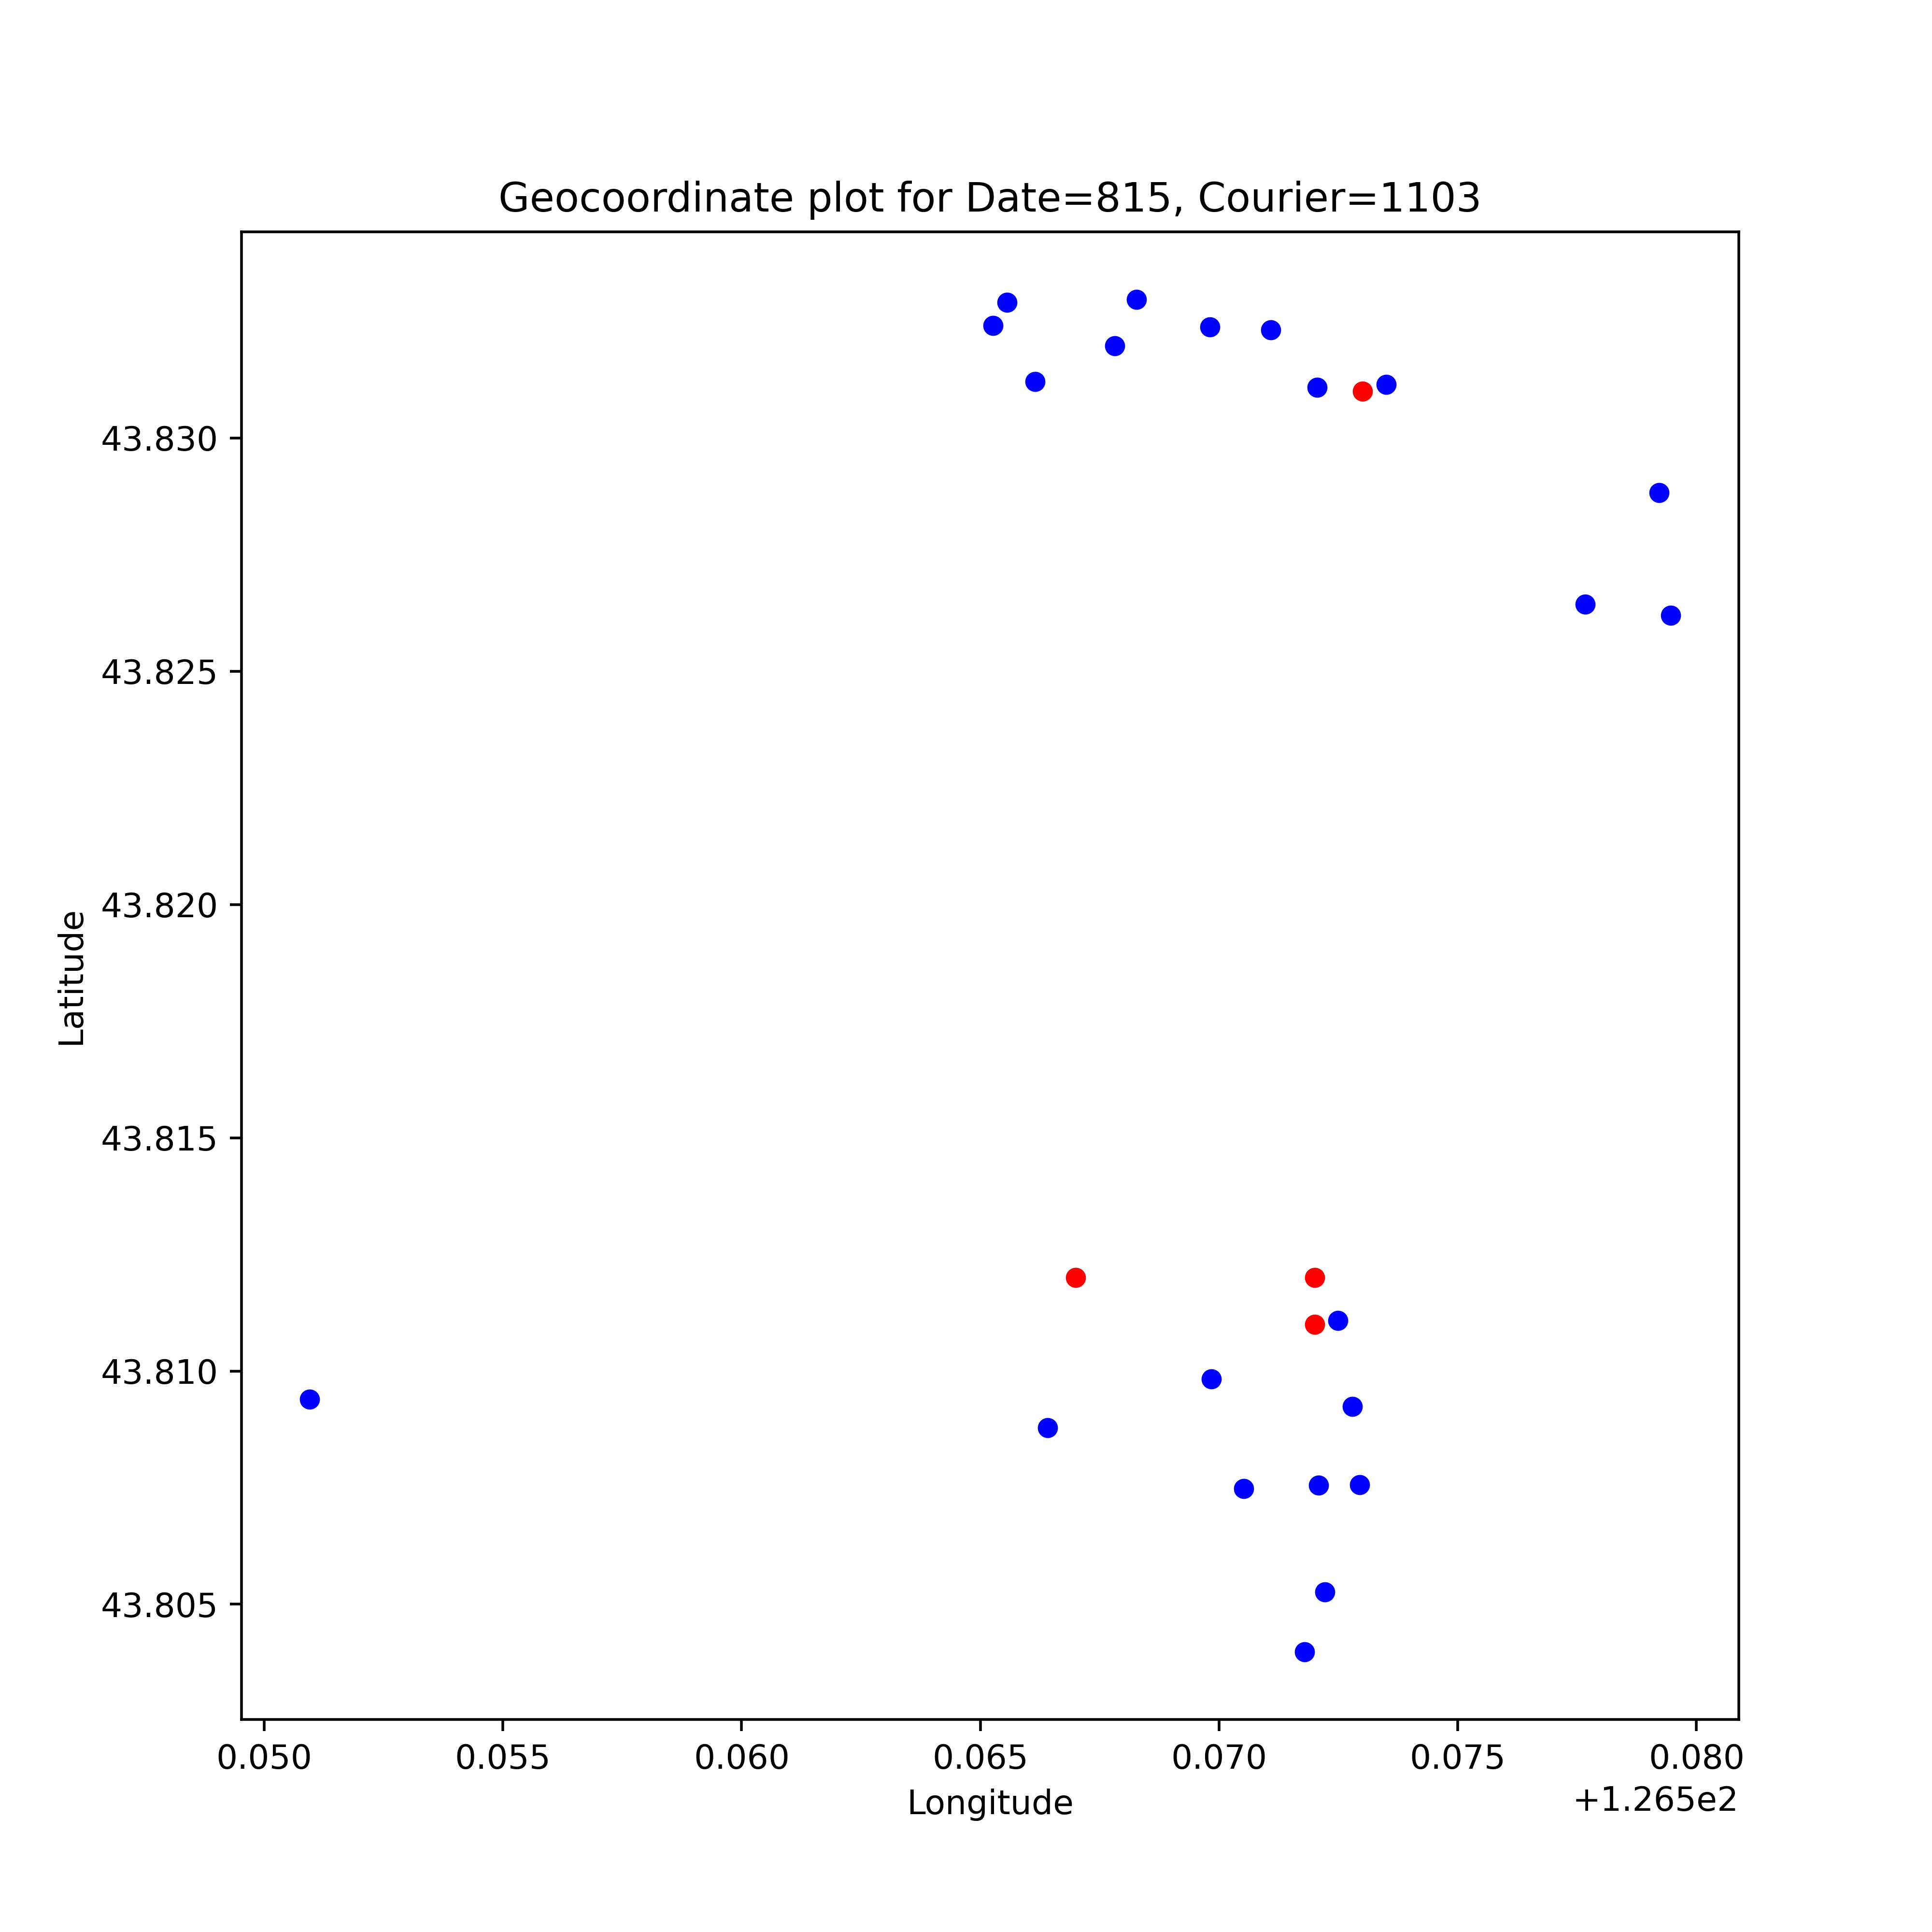 Geocoordinate plot for Date=815, Courier=1103
43.830
43.825
43.820
43.815
43.810
43.805
Latitude
0.050 0.055 0.060 0.065 0.070 0.075 0.080
Longitude
+1.265e2